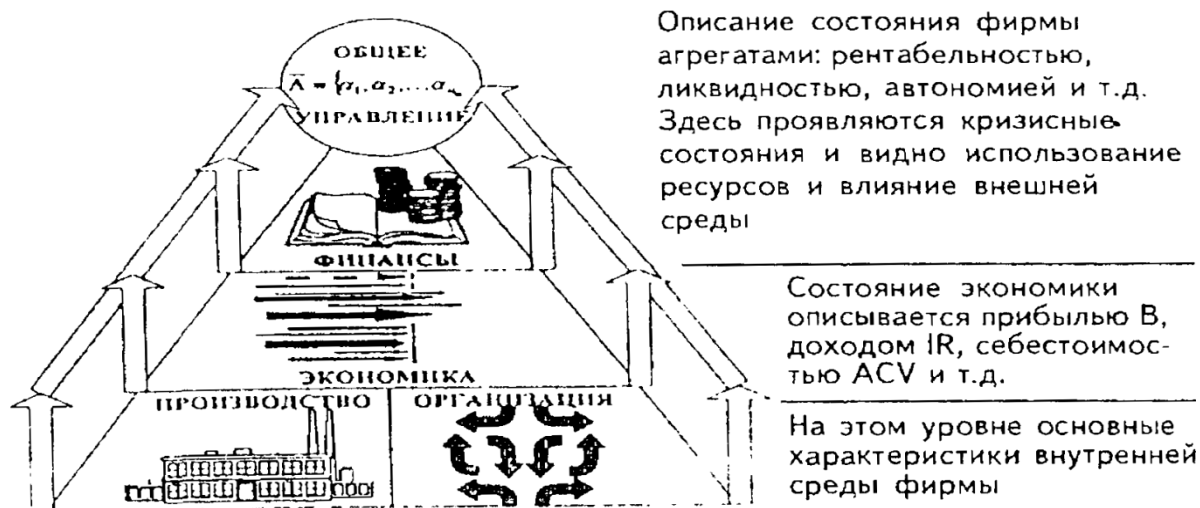 ОБЩЕЕ
Ā = {α₁, α₂, ... α
УПРАВЛЕНИЕ
ФИНАНСЫ
ЭКОНОМИКА
ПРОИЗВОДСТВО
ОРГАНИЗАЦИЯ
Описание состояния фирмы
агрегатами: рентабельностью,
ликвидностью, автономией и т.д.
Здесь проявляются кризисные
состояния и видно использование
ресурсов и влияние внешней
среды
Состояние экономики
описывается прибылью B,
доходом IR, себестоимос-
тью ACV и т.д.
На этом уровне основные
характеристики внутренней
среды фирмы